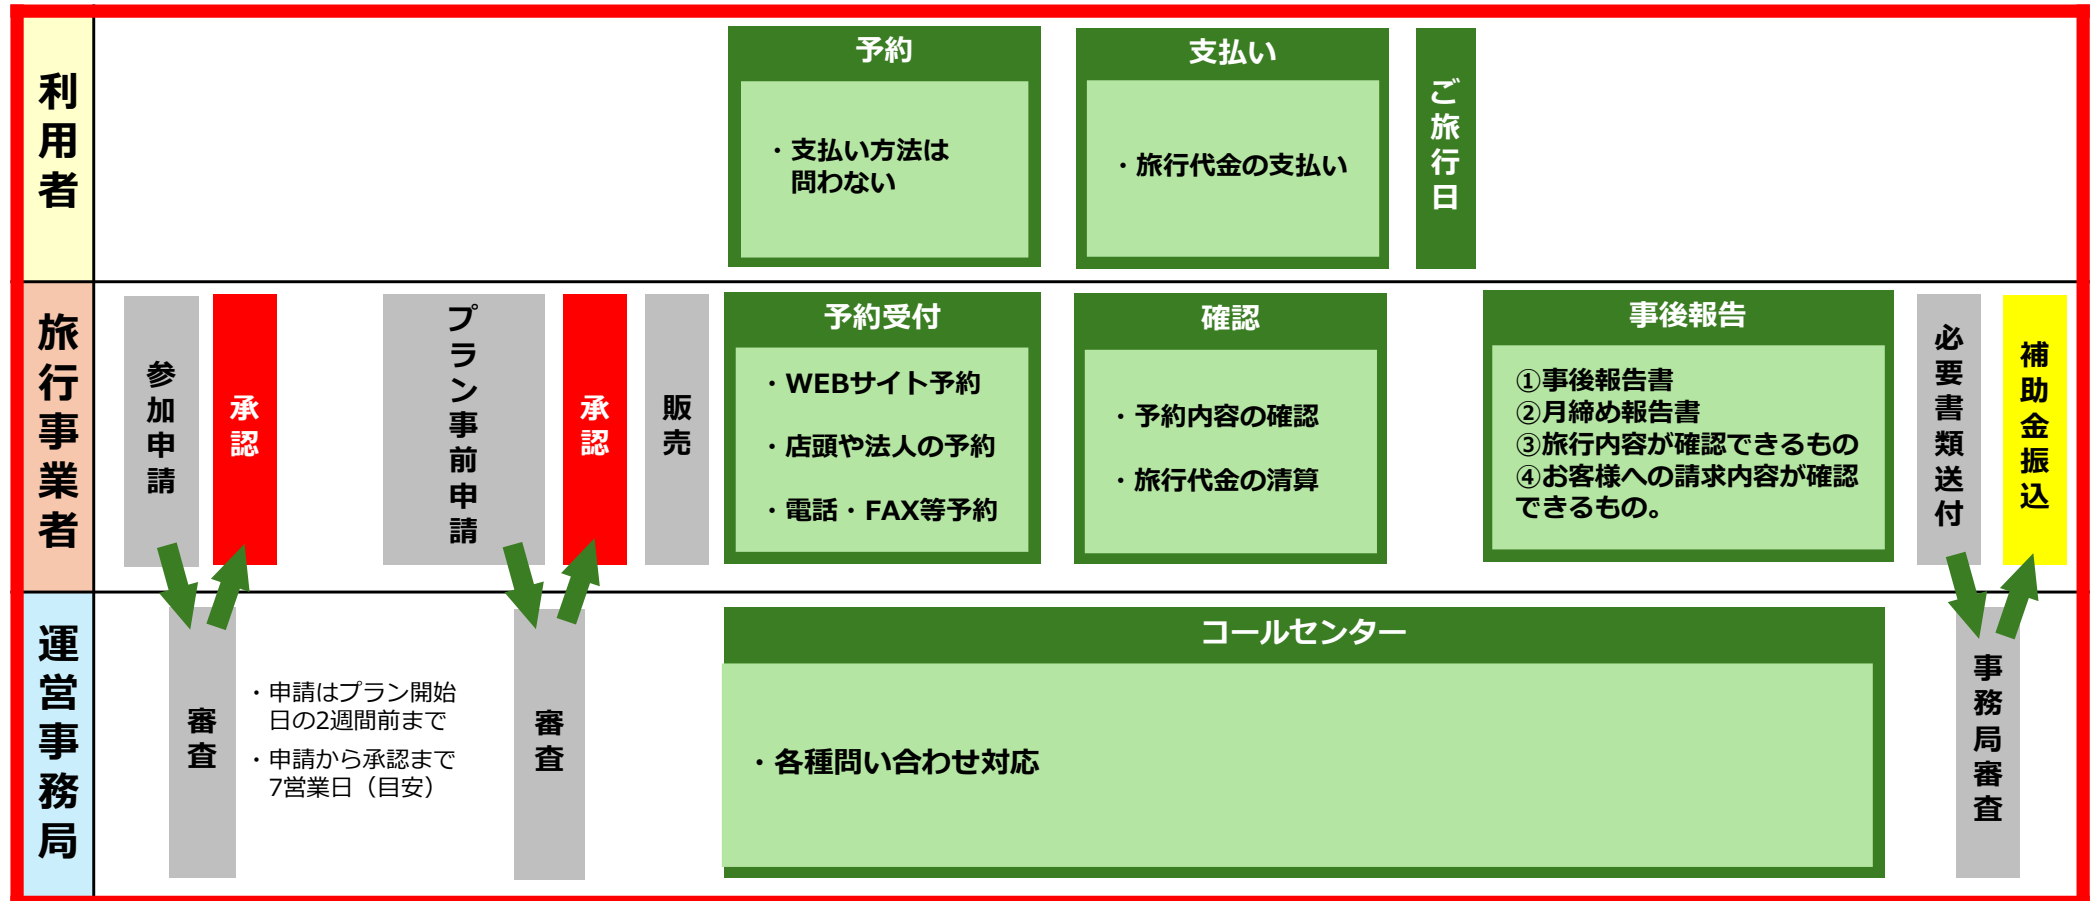 利用者
予約
・支払い方法は
問わない
支払い
・旅行代金の支払い
ご旅行日
旅行事業者
参加申請
承認
プラン事前申請
承認
販売
予約受付
・WEBサイト予約
・店頭や法人の予約
・電話・FAX等予約
確認
・予約内容の確認
・旅行代金の清算
事後報告
①事後報告書
②月締め報告書
③旅行内容が確認できるもの
④お客様への請求内容が確認
できるもの。
必要書類送付
補助金振込
運営事務局
審査
・申請はプラン開始
日の2週間前まで
・申請から承認まで
7営業日（目安）
審査
コールセンター
・各種問い合わせ対応
事務局審査